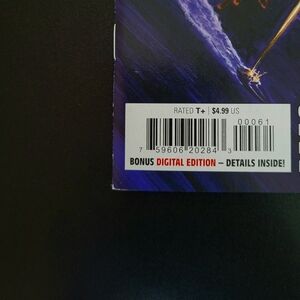 RATED T+ $4.99 US
00061
7 59606 20284 3
BONUS DIGITAL EDITION – DETAILS INSIDE!